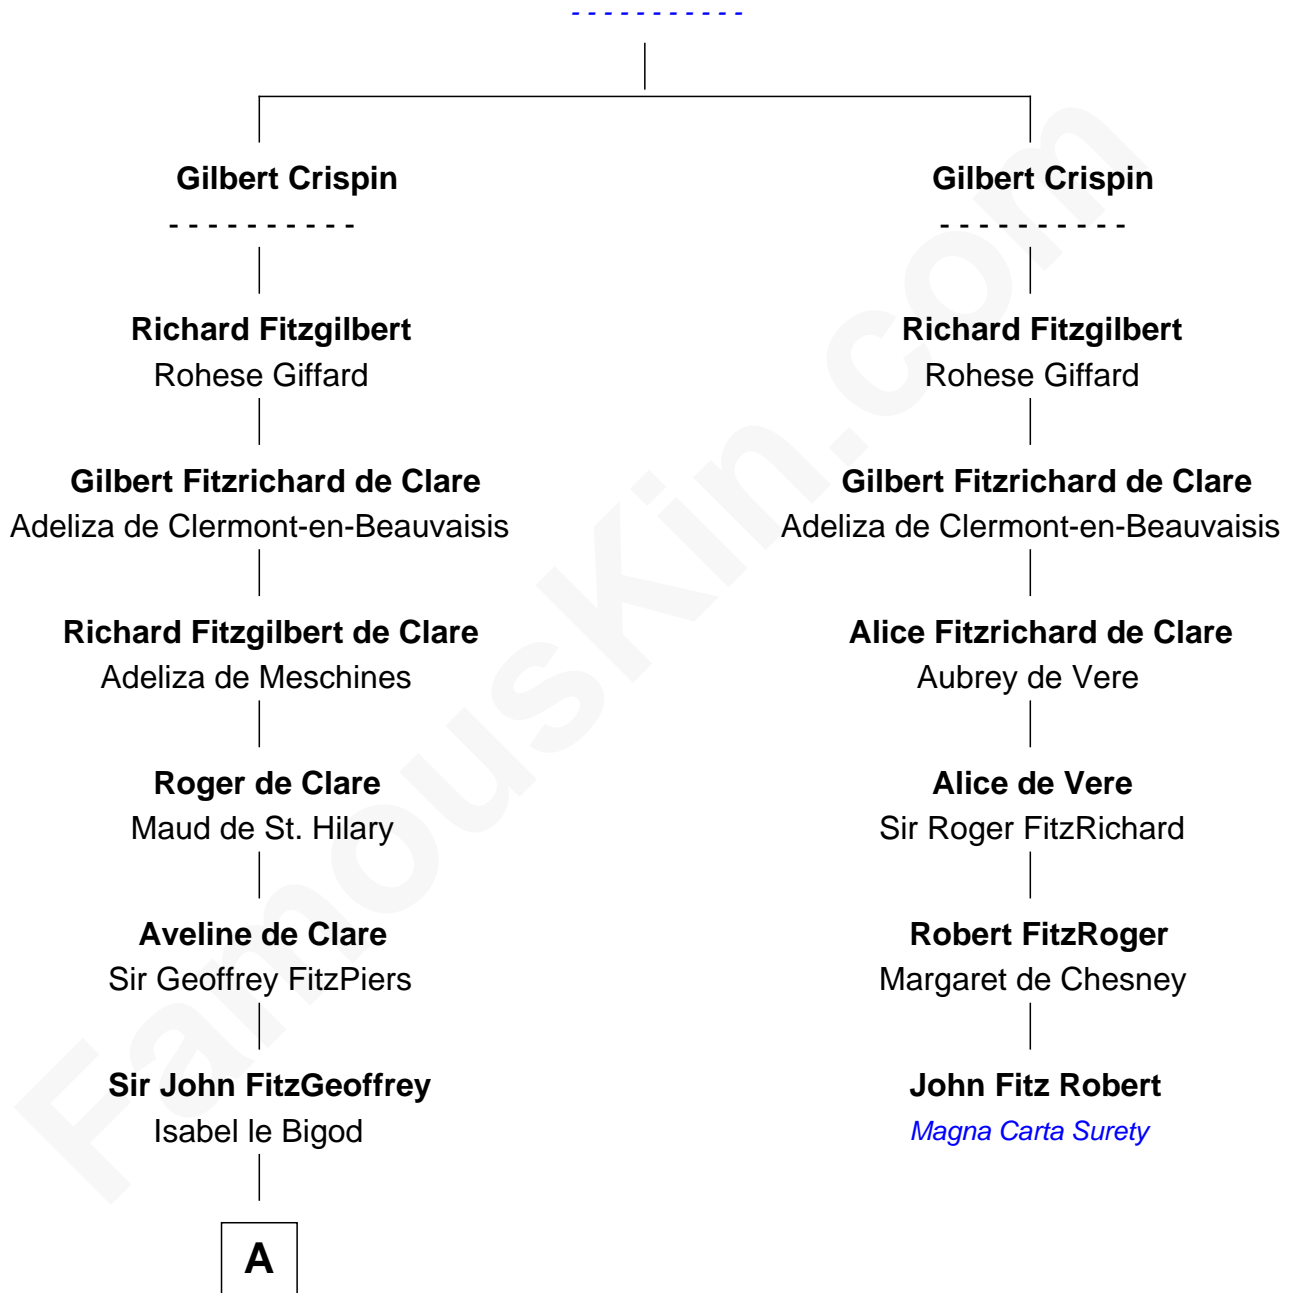 - - - - - - - - - - -
Gilbert Crispin
- - - - - - - - - -
Richard Fitzgilbert
Rohese Giffard
Gilbert Fitzrichard de Clare
Adeliza de Clermont-en-Beauvaisis
Richard Fitzgilbert de Clare
Adeliza de Meschines
Roger de Clare
Maud de St. Hilary
Aveline de Clare
Sir Geoffrey FitzPiers
Sir John FitzGeoffrey
Isabel le Bigod
A
Gilbert Crispin
- - - - - - - - - -
Richard Fitzgilbert
Rohese Giffard
Gilbert Fitzrichard de Clare
Adeliza de Clermont-en-Beauvaisis
Alice Fitzrichard de Clare
Aubrey de Vere
Alice de Vere
Sir Roger FitzRichard
Robert FitzRoger
Margaret de Chesney
John Fitz Robert
Magna Carta Surety
FamousKin.com